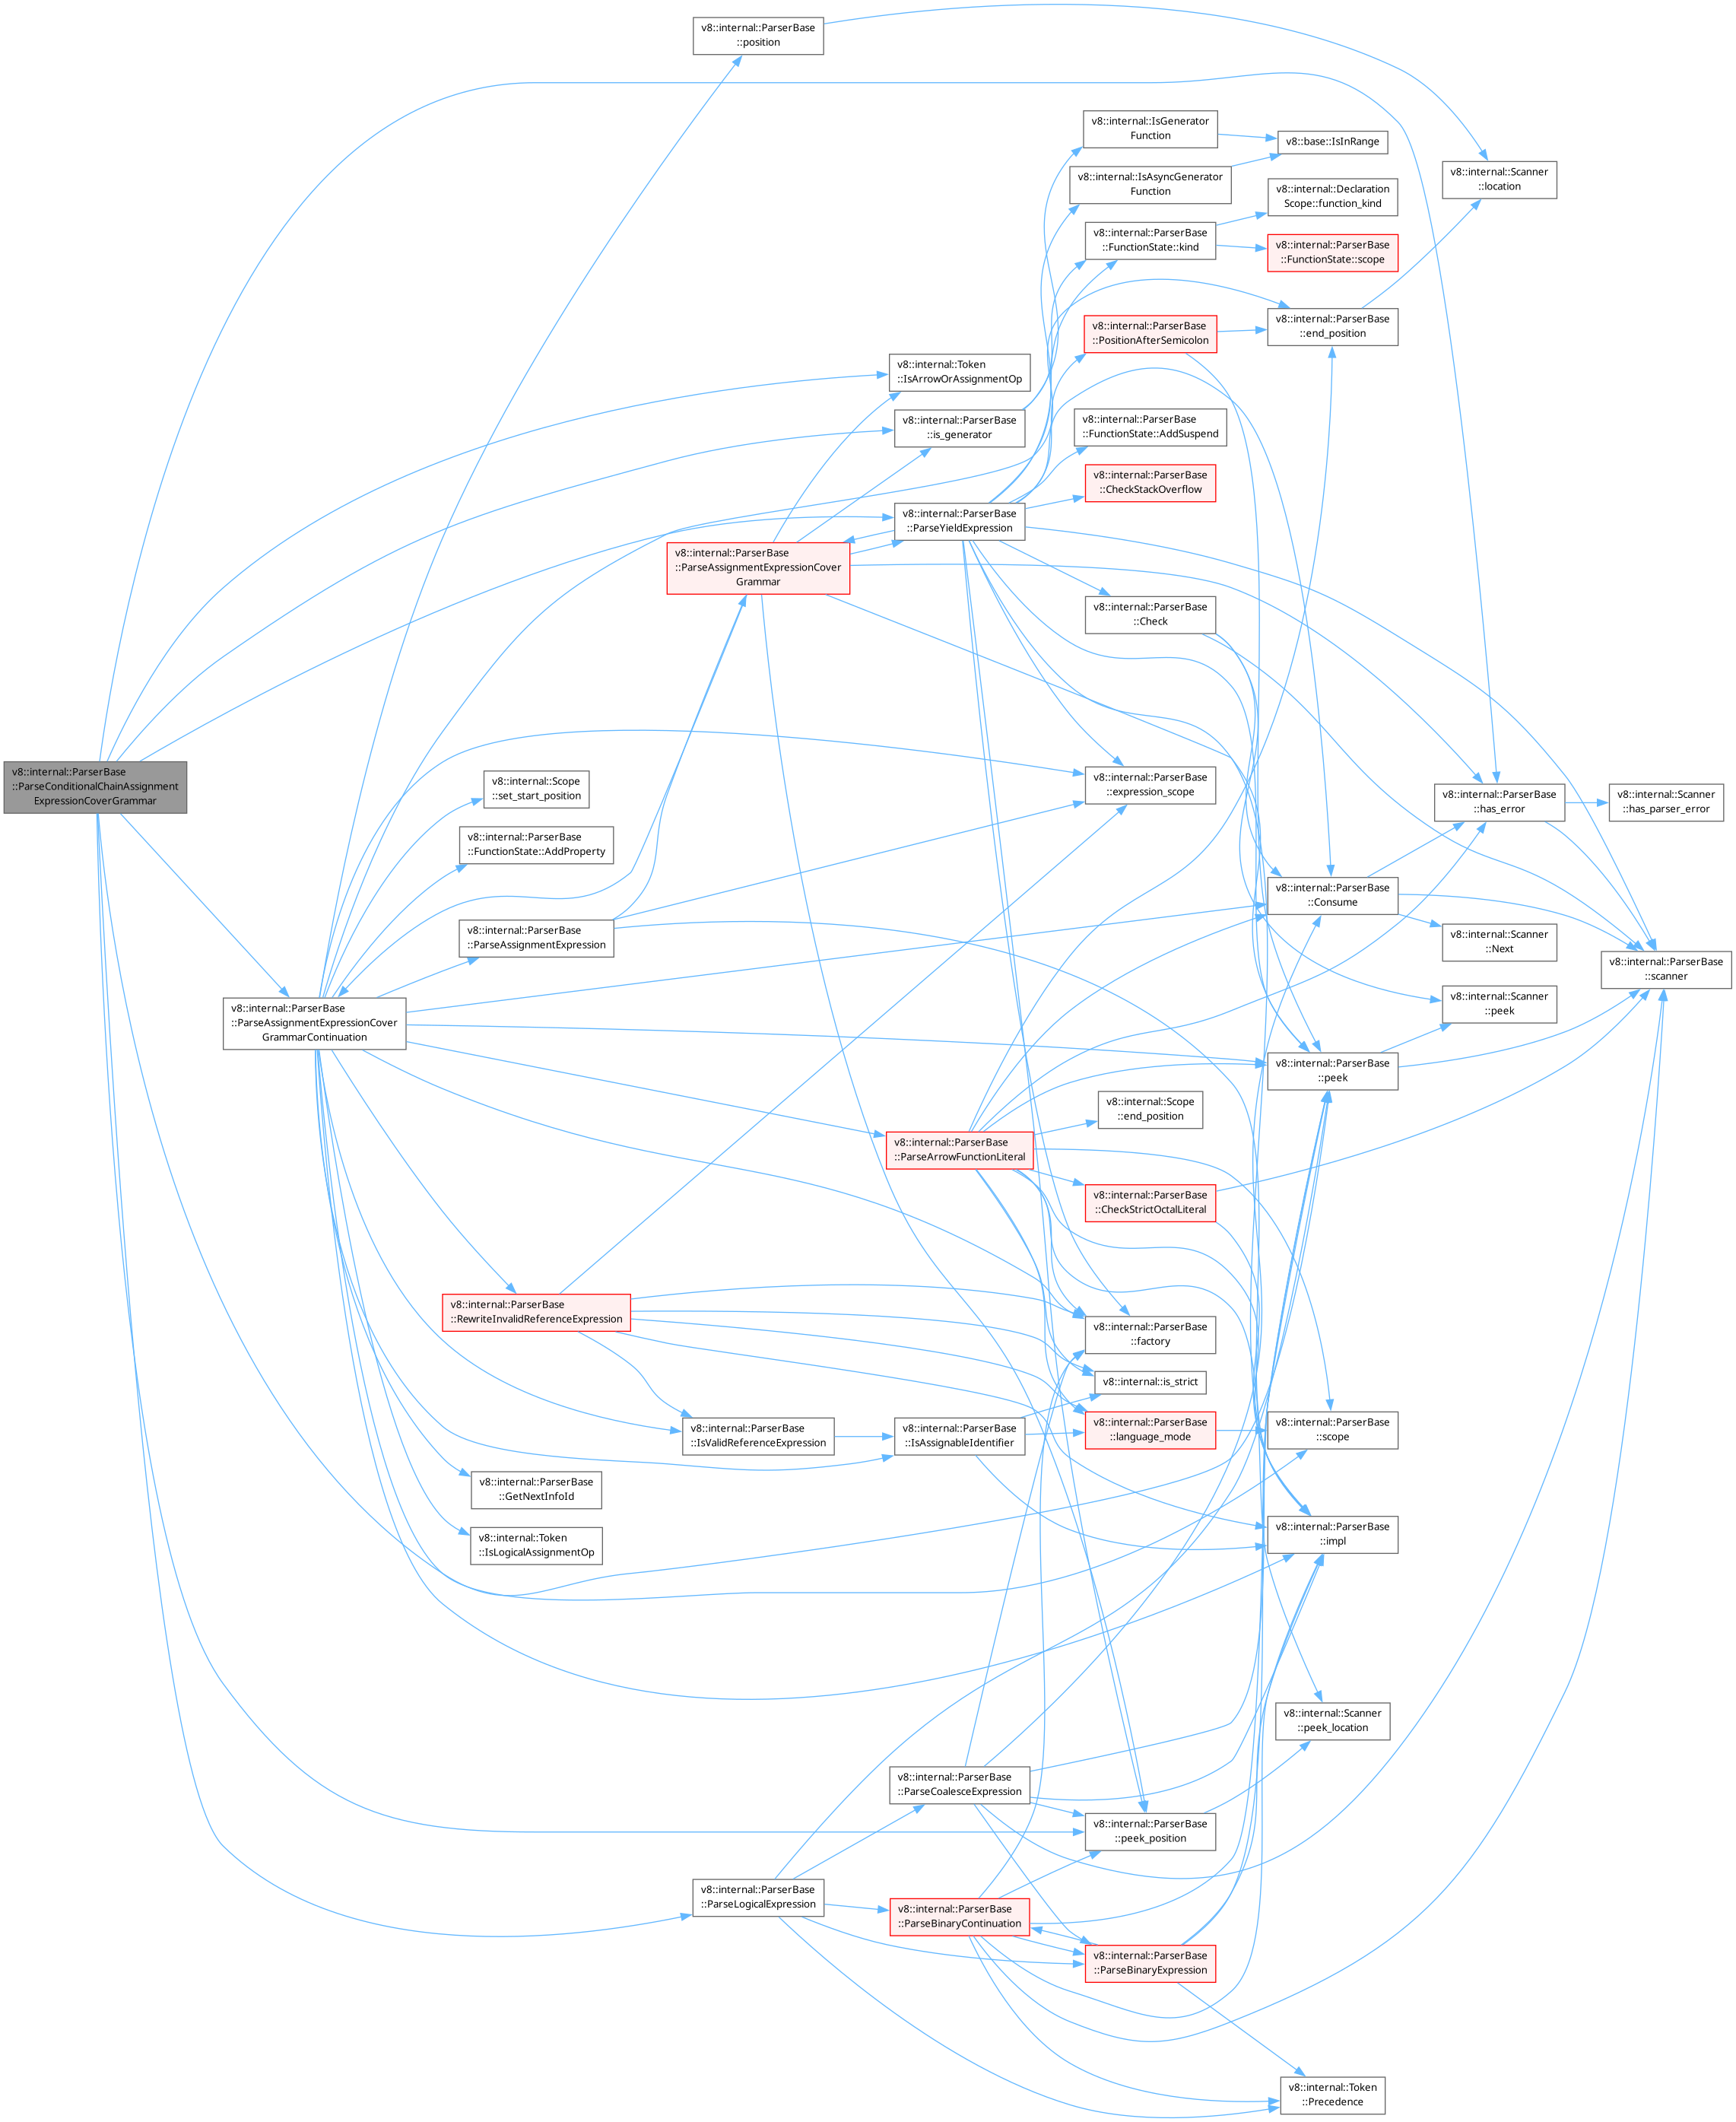 v8::internal::ParserBase
::position
v8::internal::IsGenerator
Function
v8::base::IsInRange
v8::internal::Scanner
::location
v8::internal::IsAsyncGenerator
Function
v8::internal::Declaration
Scope::function_kind
v8::internal::ParserBase
::FunctionState::kind
v8::internal::ParserBase
::FunctionState::scope
v8::internal::ParserBase
::PositionAfterSemicolon
v8::internal::ParserBase
::end_position
v8::internal::Token
::IsArrowOrAssignmentOp
v8::internal::ParserBase
::is_generator
v8::internal::ParserBase
::FunctionState::AddSuspend
v8::internal::ParserBase
::CheckStackOverflow
v8::internal::ParserBase
::ParseYieldExpression
v8::internal::ParserBase
::ParseAssignmentExpressionCover
Grammar
v8::internal::ParserBase
::Check
v8::internal::ParserBase
::ParseConditionalChainAssignment
ExpressionCoverGrammar
v8::internal::Scope
::set_start_position
v8::internal::ParserBase
::expression_scope
v8::internal::ParserBase
::has_error
v8::internal::Scanner
::has_parser_error
v8::internal::ParserBase
::FunctionState::AddProperty
v8::internal::ParserBase
::Consume
v8::internal::ParserBase
::ParseAssignmentExpression
v8::internal::Scanner
::Next
v8::internal::ParserBase
::scanner
v8::internal::Scanner
::peek
v8::internal::ParserBase
::ParseAssignmentExpressionCover
GrammarContinuation
v8::internal::ParserBase
::peek
v8::internal::Scope
::end_position
v8::internal::ParserBase
::ParseArrowFunctionLiteral
v8::internal::ParserBase
::CheckStrictOctalLiteral
v8::internal::ParserBase
::RewriteInvalidReferenceExpression
v8::internal::ParserBase
::factory
v8::internal::is_strict
v8::internal::ParserBase
::IsValidReferenceExpression
v8::internal::ParserBase
::IsAssignableIdentifier
v8::internal::ParserBase
::language_mode
v8::internal::ParserBase
::scope
v8::internal::ParserBase
::GetNextInfoId
v8::internal::Token
::IsLogicalAssignmentOp
v8::internal::ParserBase
::impl
v8::internal::Scanner
::peek_location
v8::internal::ParserBase
::ParseCoalesceExpression
v8::internal::ParserBase
::peek_position
v8::internal::ParserBase
::ParseLogicalExpression
v8::internal::ParserBase
::ParseBinaryContinuation
v8::internal::ParserBase
::ParseBinaryExpression
v8::internal::Token
::Precedence